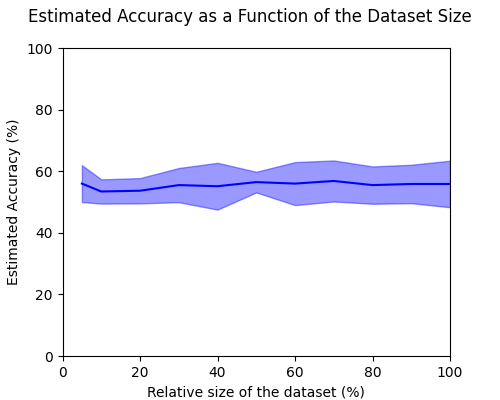 Estimated Accuracy as a Function of the Dataset Size
100
80
60
40
20
0
Estimated Accuracy (%)
0 20 40 60 80 100
Relative size of the dataset (%)